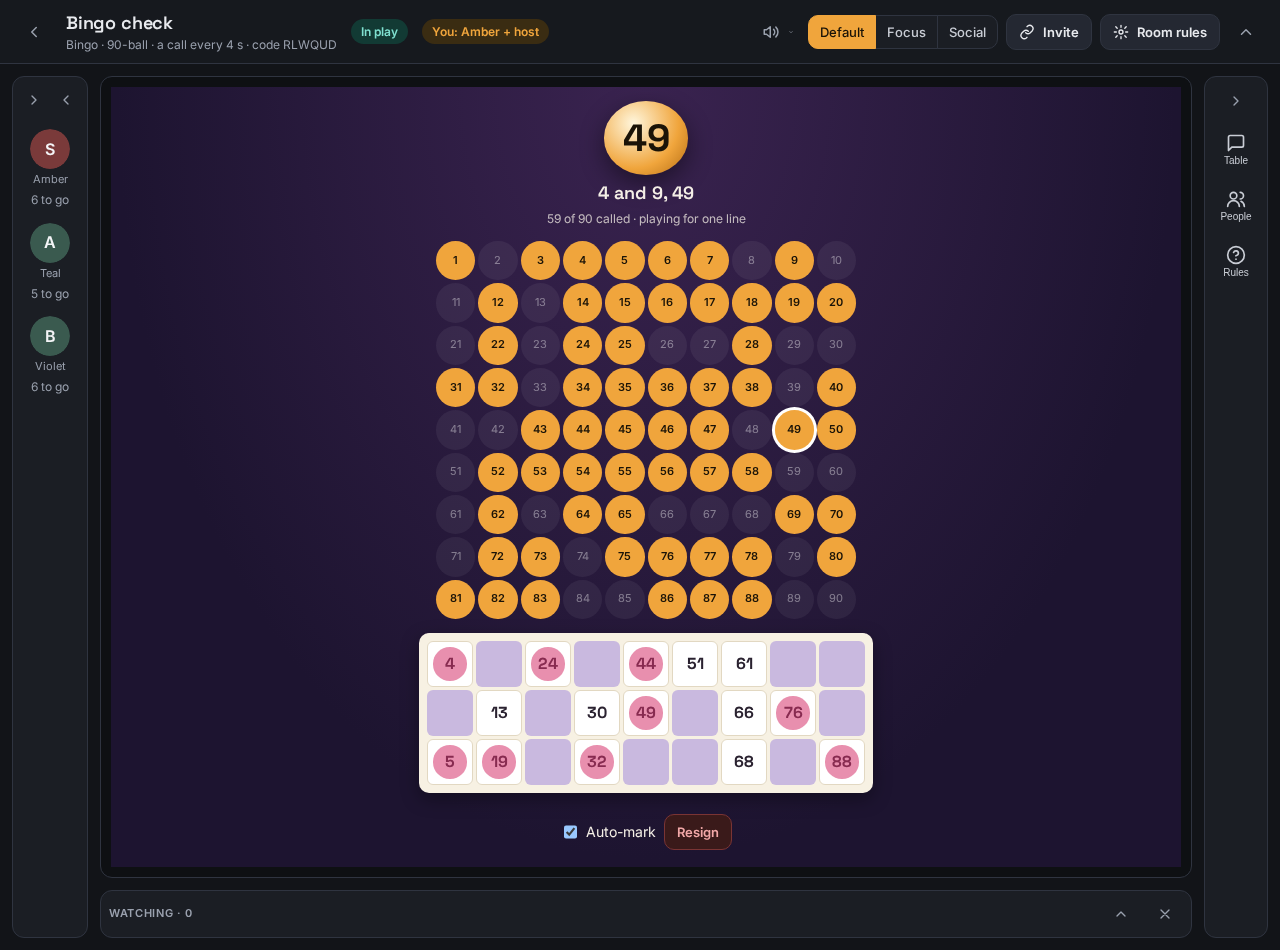 Bingo check
Bingo · 90-ball · a call every 4 s · code RLWQUD
In play
You: Amber + host
Default
Focus
Social
Invite
Room rules
S
Amber
6 to go
A
Teal
5 to go
B
Violet
6 to go
49
4 and 9, 49
59 of 90 called · playing for one line
1 2 3 4 5 6 7 8 9 10
11 12 13 14 15 16 17 18 19 20
21 22 23 24 25 26 27 28 29 30
31 32 33 34 35 36 37 38 39 40
41 42 43 44 45 46 47 48 49 50
51 52 53 54 55 56 57 58 59 60
61 62 63 64 65 66 67 68 69 70
71 72 73 74 75 76 77 78 79 80
81 82 83 84 85 86 87 88 89 90
4 24 44 51 61
13 30 49 66 76
5 19 32 68 88
Auto-mark
Resign
Table
People
Rules
WATCHING · 0